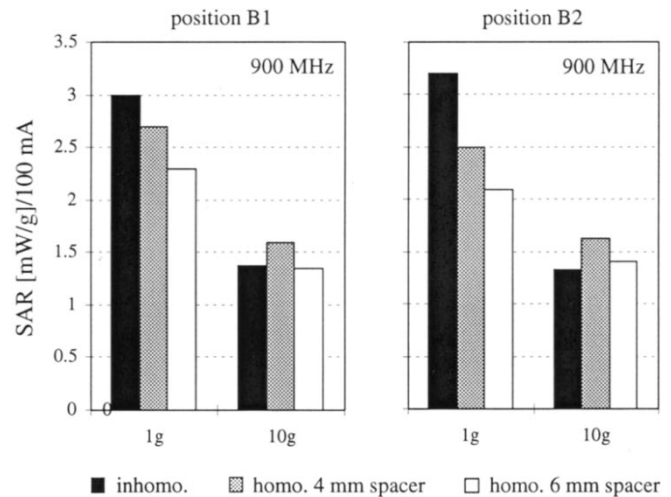 position B1
position B2
3.5
3
2.5
2
1.5
1
0.5
0
0
SAR [mW/g]/100 mA
900 MHz
900 MHz
1g
10g
1g
10g
inhomo.
homo. 4 mm spacer
homo. 6 mm spacer